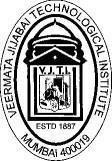 VEERMATA JIJABAI TECHNOLOGICAL INSTITUTE
V.J.T.I.
ESTD 1887
MUMBAI 400019